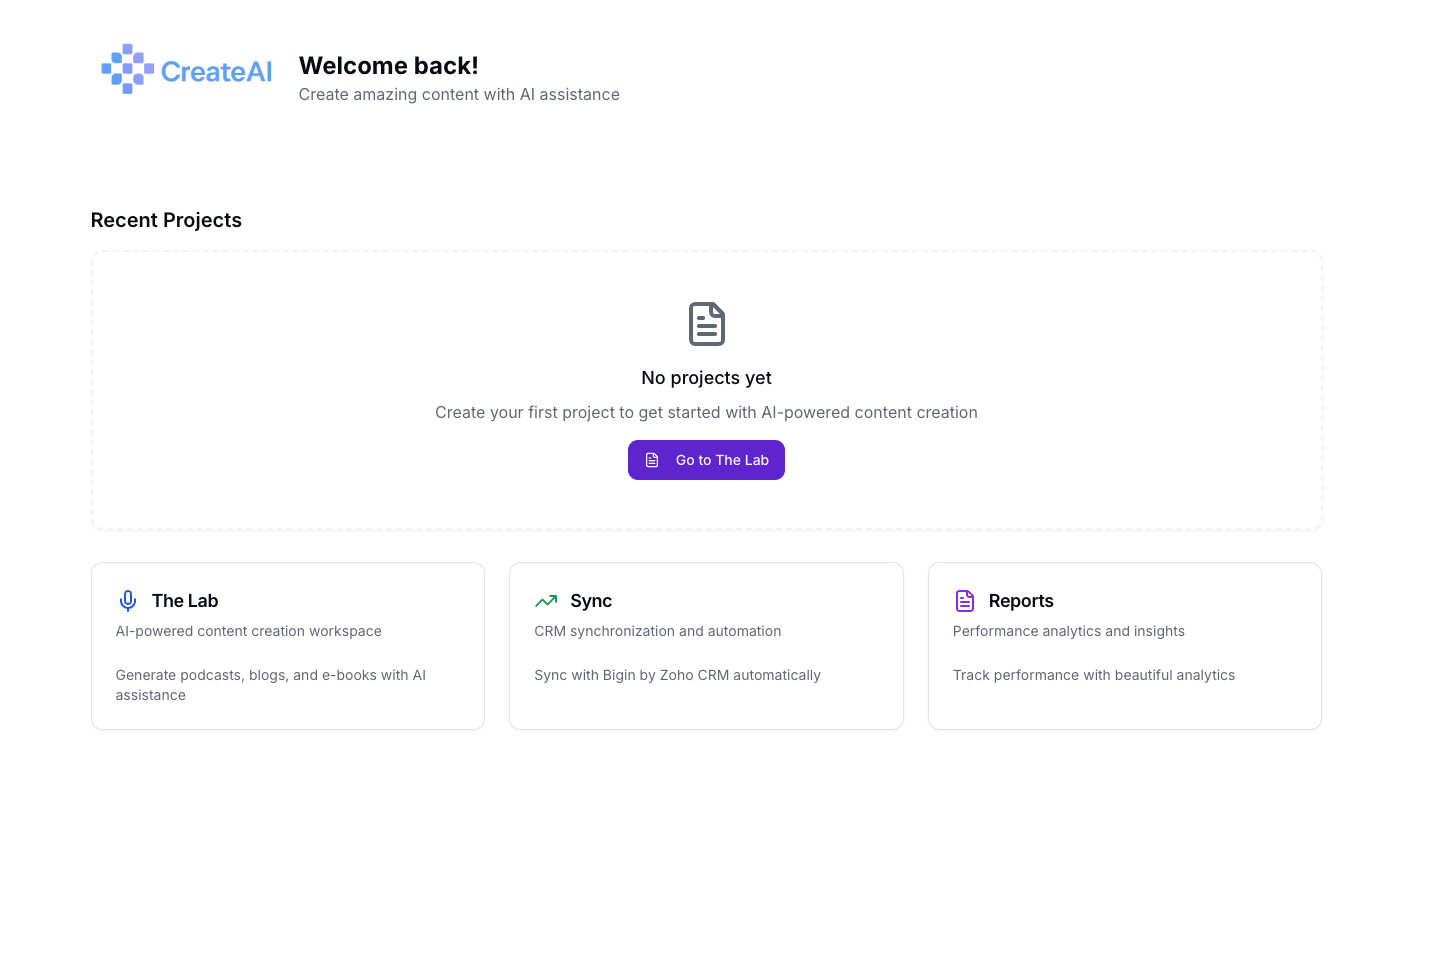 CreateAI
Welcome back!
Create amazing content with AI assistance
Recent Projects
No projects yet
Create your first project to get started with AI-powered content creation
Go to The Lab
The Lab
AI-powered content creation workspace
Generate podcasts, blogs, and e-books with AI
assistance
Sync
CRM synchronization and automation
Sync with Bigin by Zoho CRM automatically
Reports
Performance analytics and insights
Track performance with beautiful analytics